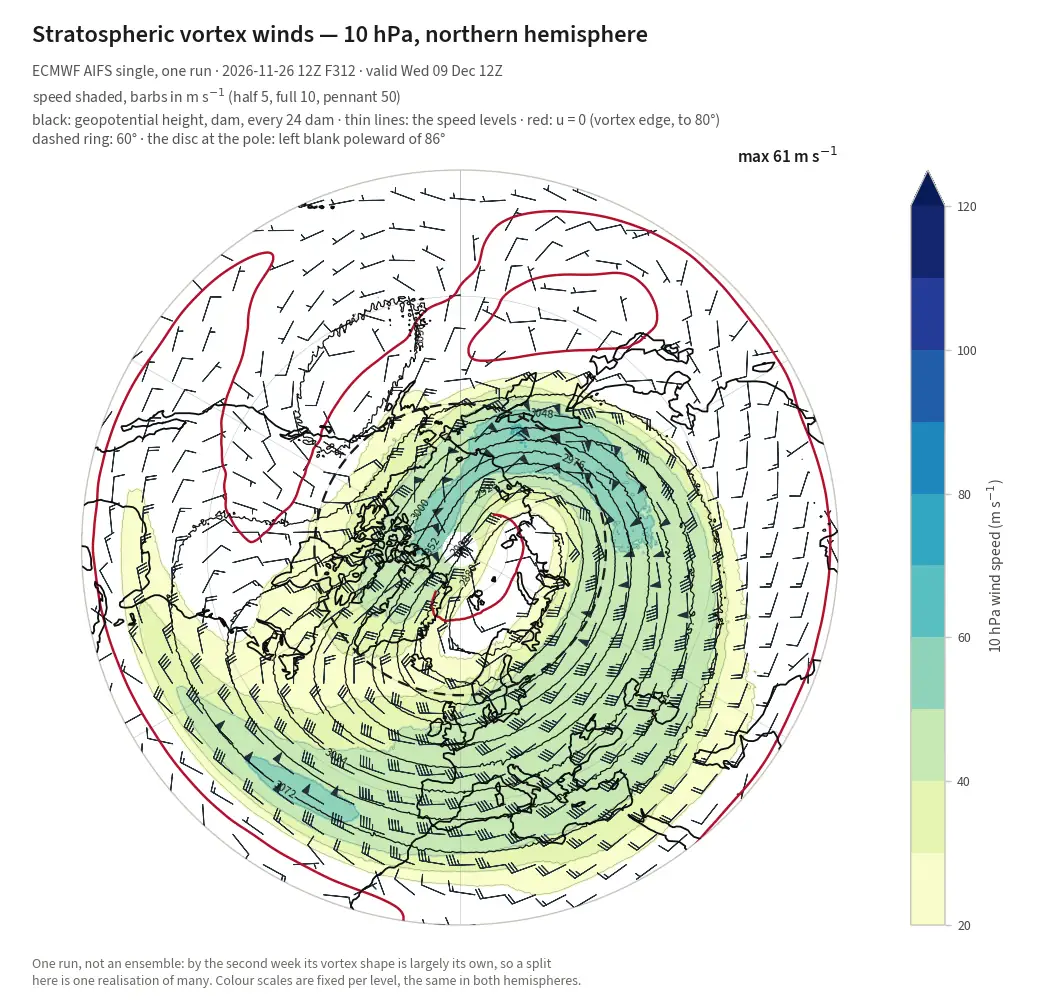 Stratospheric vortex winds — 10 hPa, northern hemisphere
ECMWF AIFS single, one run · 2026-11-26 12Z F312 · valid Wed 09 Dec 12Z
speed shaded, barbs in m s⁻¹ (half 5, full 10, pennant 50)
black: geopotential height, dam, every 24 dam · thin lines: the speed levels · red: u = 0 (vortex edge, to 80°)
dashed ring: 60° · the disc at the pole: left blank poleward of 86°
max 61 m s⁻¹
120
100
80
60
40
20
10 hPa wind speed (m s⁻¹)
3048
2976
3000
3072
One run, not an ensemble: by the second week its vortex shape is largely its own, so a split
here is one realisation of many. Colour scales are fixed per level, the same in both hemispheres.